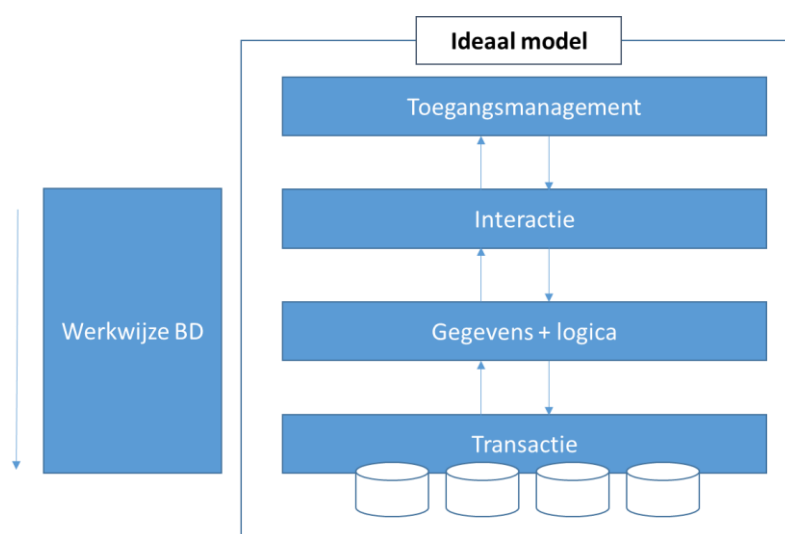 Ideaal model
Toegangsmanagement
Interactie
Werkwijze BD
Gegevens + logica
Transactie